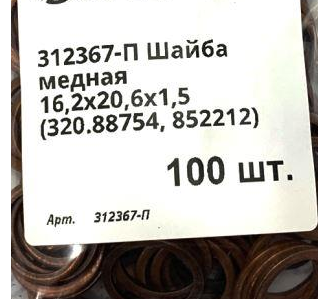 312367-П Шайба
медная
16,2х20,6х1,5
(320.88754, 852212)
100 шт.
Арт. 312367-П